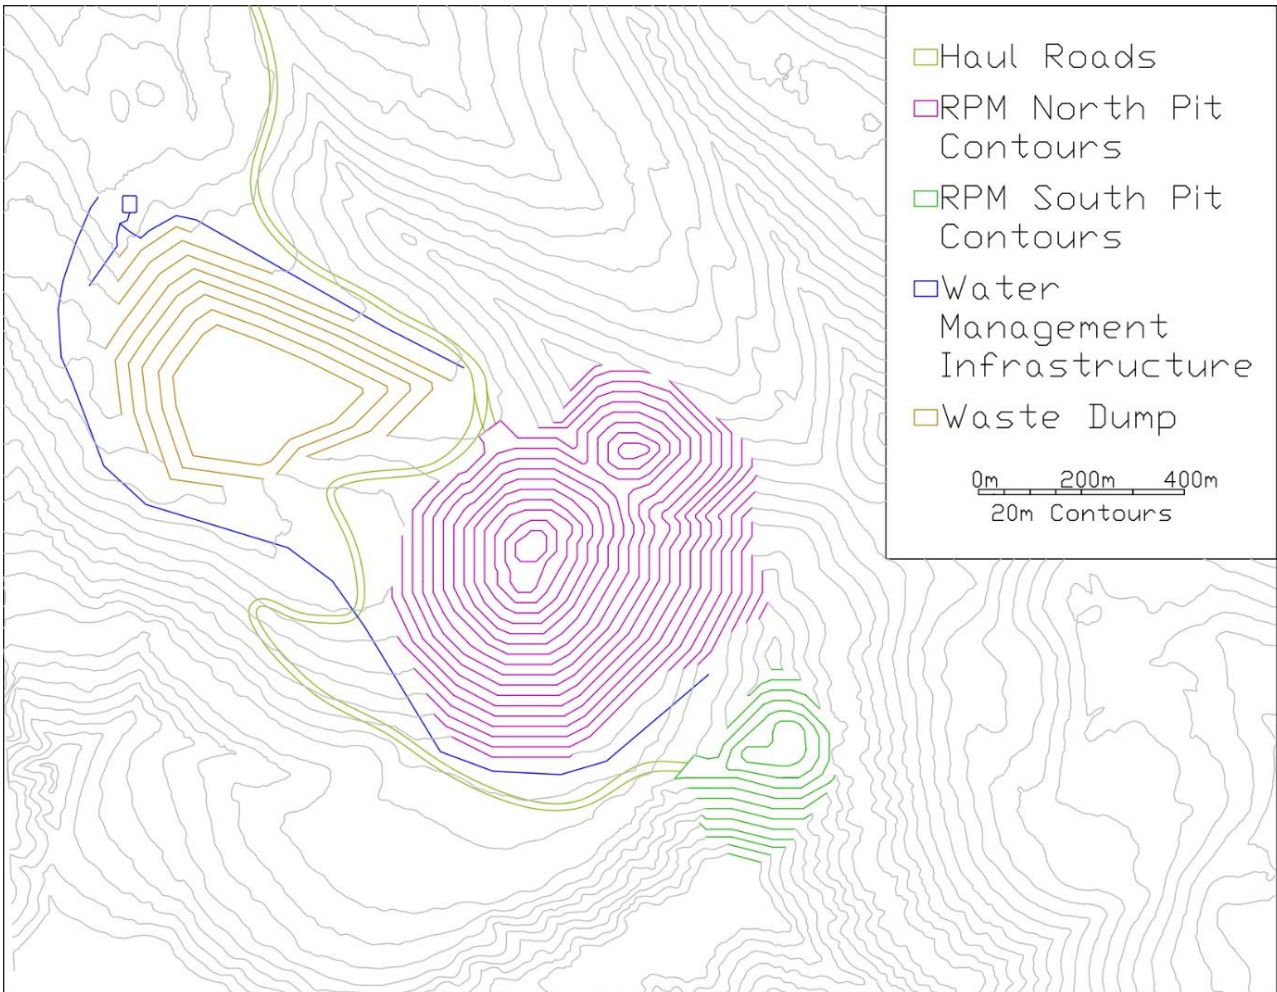 Haul Roads
RPM North Pit
Contours
RPM South Pit
Contours
Water
Management
Infrastructure
Waste Dump
0m 200m 400m
20m Contours